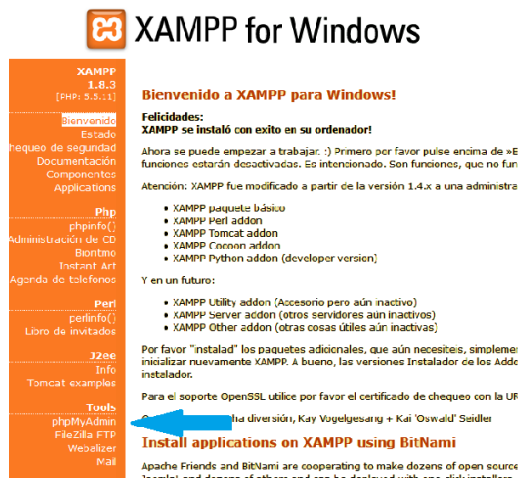 XAMPP for Windows
XAMPP
1.8.3
[PHP: 5.5.11]
Bienvenido
Estado
hequeo de seguridad
Documentación
Componentes
Applications
Php
phpinfo()
Administración de CD
Bioritmo
Instant Art
Agenda de telefonos
Perl
perlinfo()
Libro de invitados
J2ee
Info
Tomcat examples
Tools
phpMyAdmin
FileZilla FTP
Webalizer
Mail
Bienvenido a XAMPP para Windows!
Felicidades:
XAMPP se instaló con exito en su ordenador!
Ahora se puede empezar a trabajar. :) Primero por favor pulse encima de »E
funciones estarán desactivadas. Es intencionado. Son funciones, que no fun
Atención: XAMPP fue modificado a partir de la versión 1.4.x a una administra
• XAMPP paquete básico
• XAMPP Perl addon
• XAMPP Tomcat addon
• XAMPP Cocoon addon
• XAMPP Python addon (developer version)
Y en un futuro:
• XAMPP Utility addon (Accesorio pero aún inactivo)
• XAMPP Server addon (otros servidores aún inactivos)
• XAMPP Other addon (otras cosas útiles aún inactivas)
Por favor "instalad" los paquetes adicionales, que aún necesiteis, simplemes
inicializar nuevamente XAMPP. A bueno, las versiones Instalador de los Addo
instalador.
Para el soporte OpenSSL utilice por favor el certificado de chequeo con la UR
ha diversión, Kay Vogelgesang + Kai 'Oswald' Seidler
Install applications on XAMPP using BitNami
Apache Friends and BitNami are cooperating to make dozens of open source